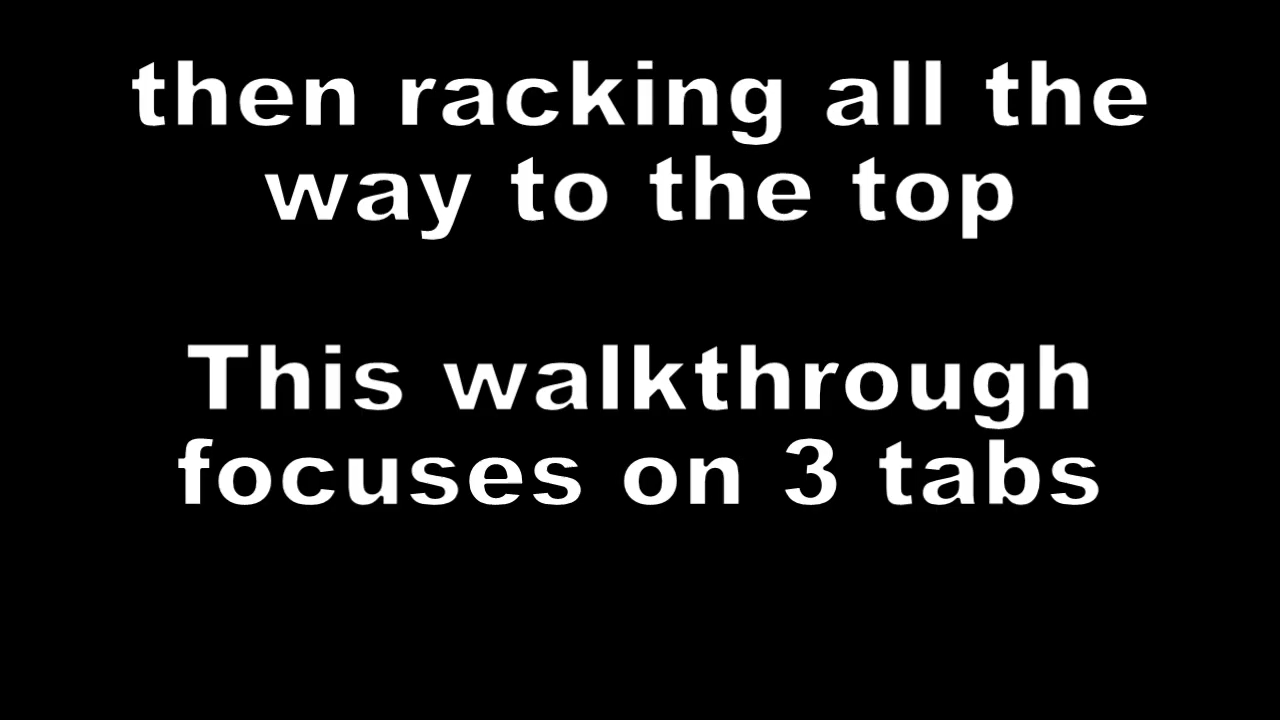 then racking all the
way to the top
This walkthrough
focuses on 3 tabs